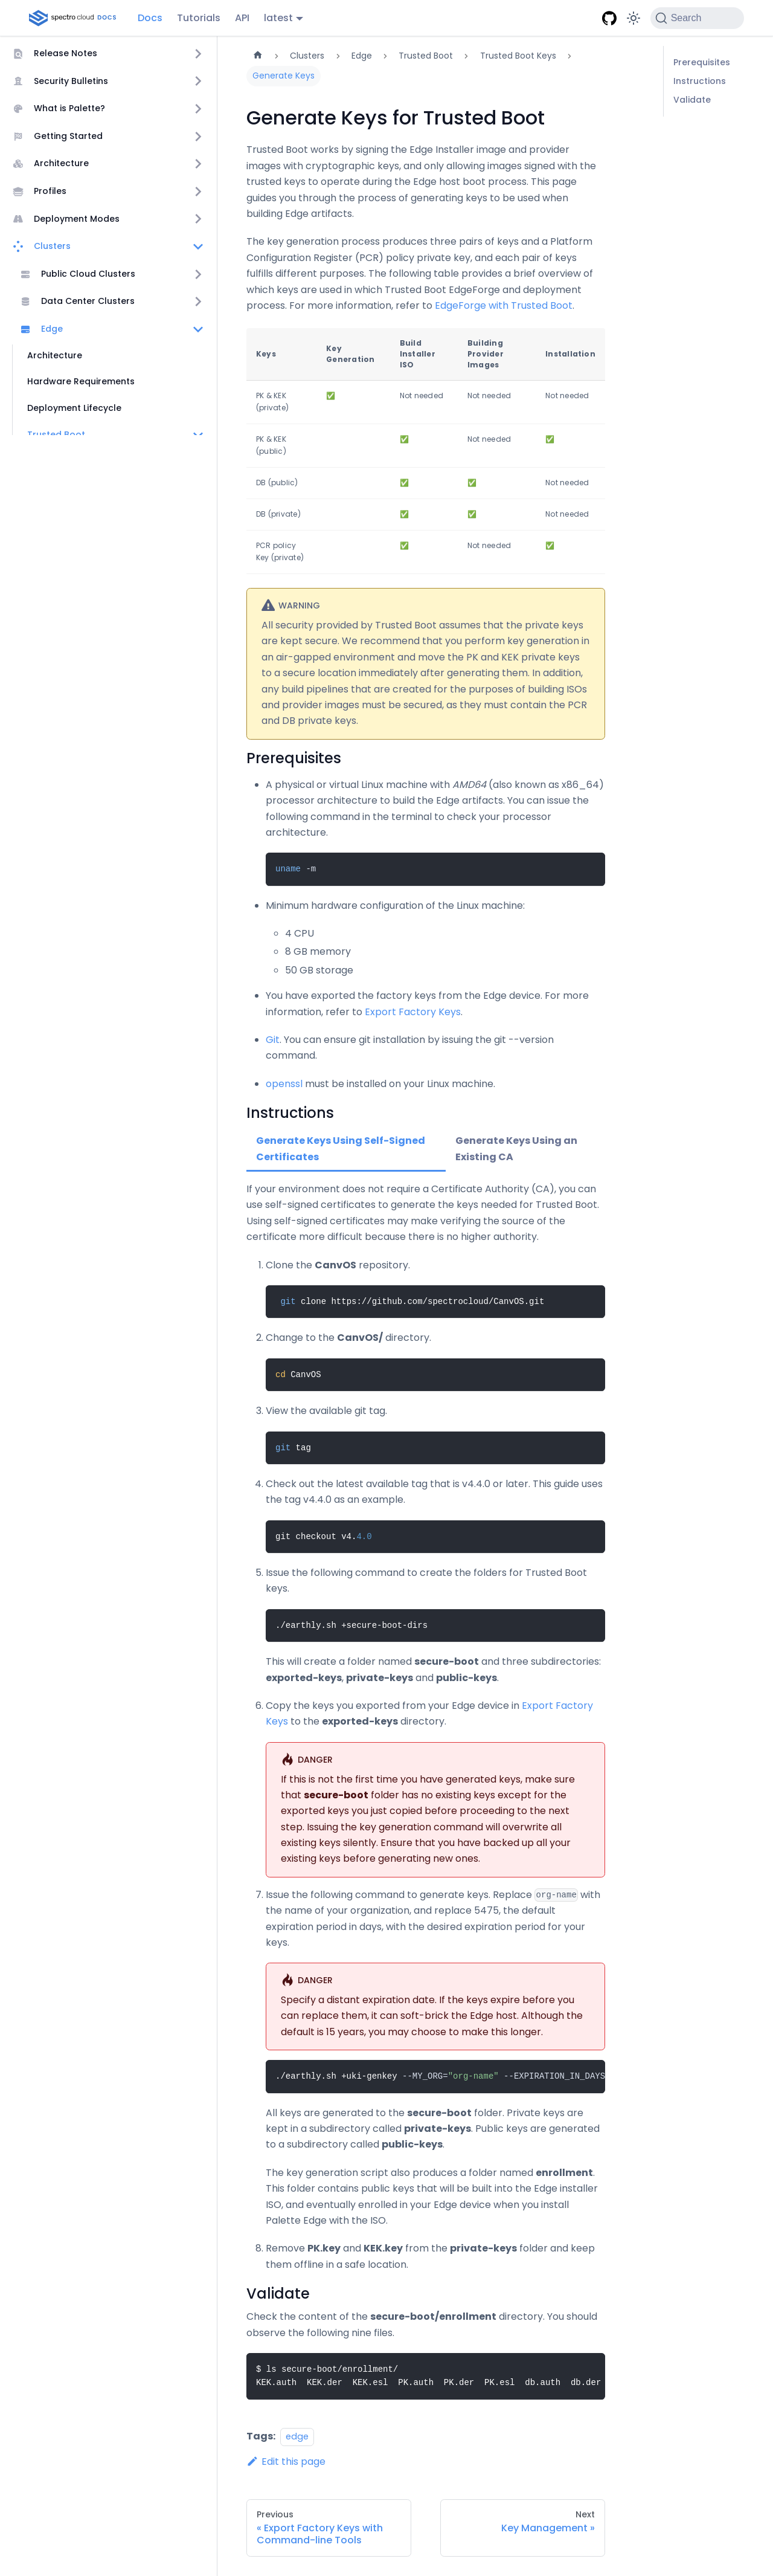 spectro cloud DOCS Docs Tutorials API latest Search
Release Notes
Security Bulletins
What is Palette?
Getting Started
Architecture
Profiles
Deployment Modes
Clusters
Public Cloud Clusters
Data Center Clusters
Edge
Architecture
Hardware Requirements
Deployment Lifecycle
Trusted Boot
Clusters > Edge > Trusted Boot > Trusted Boot Keys >
Generate Keys
Prerequisites
Instructions
Validate
Generate Keys for Trusted Boot
Trusted Boot works by signing the Edge Installer image and provider
images with cryptographic keys, and only allowing images signed with the
trusted keys to operate during the Edge host boot process. This page
guides you through the process of generating keys to be used when
building Edge artifacts.
The key generation process produces three pairs of keys and a Platform
Configuration Register (PCR) policy private key, and each pair of keys
fulfills different purposes. The following table provides a brief overview of
which keys are used in which Trusted Boot EdgeForge and deployment
process. For more information, refer to EdgeForge with Trusted Boot.
Keys Key Generation Build Installer ISO Building Provider Images Installation
PK & KEK (private) ✅ Not needed Not needed Not needed
PK & KEK (public) ✅ Not needed ✅
DB (public) ✅ ✅ Not needed
DB (private) ✅ ✅ Not needed
PCR policy Key (private) ✅ Not needed ✅
WARNING
All security provided by Trusted Boot assumes that the private keys
are kept secure. We recommend that you perform key generation in
an air-gapped environment and move the PK and KEK private keys
to a secure location immediately after generating them. In addition,
any build pipelines that are created for the purposes of building ISOs
and provider images must be secured, as they must contain the PCR
and DB private keys.
Prerequisites
• A physical or virtual Linux machine with AMD64 (also known as x86_64)
processor architecture to build the Edge artifacts. You can issue the
following command in the terminal to check your processor
architecture.
uname -m
• Minimum hardware configuration of the Linux machine:
◦ 4 CPU
◦ 8 GB memory
◦ 50 GB storage
• You have exported the factory keys from the Edge device. For more
information, refer to Export Factory Keys.
• Git. You can ensure git installation by issuing the git --version
command.
• openssl must be installed on your Linux machine.
Instructions
Generate Keys Using Self-Signed Certificates
Generate Keys Using an Existing CA
If your environment does not require a Certificate Authority (CA), you can
use self-signed certificates to generate the keys needed for Trusted Boot.
Using self-signed certificates may make verifying the source of the
certificate more difficult because there is no higher authority.
1. Clone the CanvOS repository.
git clone https://github.com/spectrocloud/CanvOS.git
2. Change to the CanvOS/ directory.
cd CanvOS
3. View the available git tag.
git tag
4. Check out the latest available tag that is v4.4.0 or later. This guide uses
the tag v4.4.0 as an example.
git checkout v4.4.0
5. Issue the following command to create the folders for Trusted Boot
keys.
./earthly.sh +secure-boot-dirs
This will create a folder named secure-boot and three subdirectories:
exported-keys, private-keys and public-keys.
6. Copy the keys you exported from your Edge device in Export Factory
Keys to the exported-keys directory.
DANGER
If this is not the first time you have generated keys, make sure
that secure-boot folder has no existing keys except for the
exported keys you just copied before proceeding to the next
step. Issuing the key generation command will overwrite all
existing keys silently. Ensure that you have backed up all your
existing keys before generating new ones.
7. Issue the following command to generate keys. Replace org-name with
the name of your organization, and replace 5475, the default
expiration period in days, with the desired expiration period for your
keys.
DANGER
Specify a distant expiration date. If the keys expire before you
can replace them, it can soft-brick the Edge host. Although the
default is 15 years, you may choose to make this longer.
./earthly.sh +uki-genkey --MY_ORG="org-name" --EXPIRATION_IN_DAYS
All keys are generated to the secure-boot folder. Private keys are
kept in a subdirectory called private-keys. Public keys are generated
to a subdirectory called public-keys.
The key generation script also produces a folder named enrollment.
This folder contains public keys that will be built into the Edge installer
ISO, and eventually enrolled in your Edge device when you install
Palette Edge with the ISO.
8. Remove PK.key and KEK.key from the private-keys folder and keep
them offline in a safe location.
Validate
Check the content of the secure-boot/enrollment directory. You should
observe the following nine files.
$ ls secure-boot/enrollment/
KEK.auth KEK.der KEK.esl PK.auth PK.der PK.esl db.auth db.der
Tags: edge
Edit this page
Previous
« Export Factory Keys with
Command-line Tools
Next
Key Management »